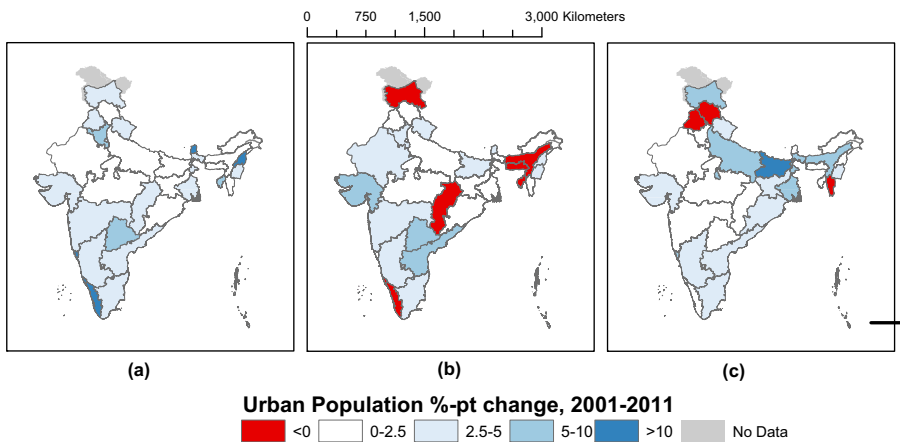 0 750 1,500 3,000 Kilometers
(a) (b) (c)
Urban Population %-pt change, 2001-2011
<0 0-2.5 2.5-5 5-10 >10 No Data